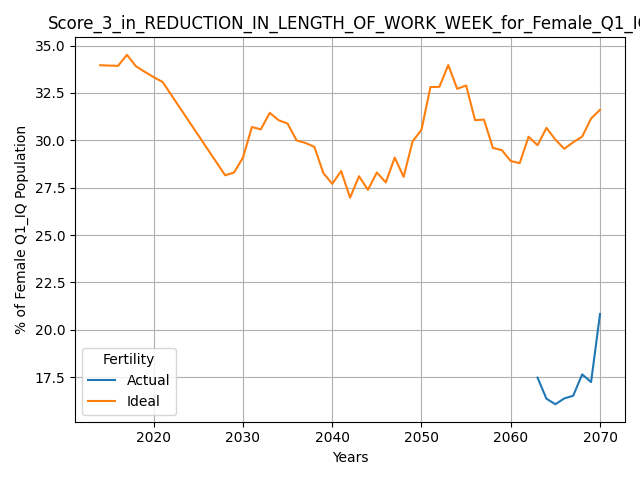 Score_3_in_REDUCTION_IN_LENGTH_OF_WORK_WEEK_for_Female_Q1_IQ
35.0
32.5
30.0
27.5
25.0
22.5
20.0
17.5
% of Female Q1_IQ Population
Fertility
Actual
Ideal
2020 2030 2040 2050 2060 2070
Years